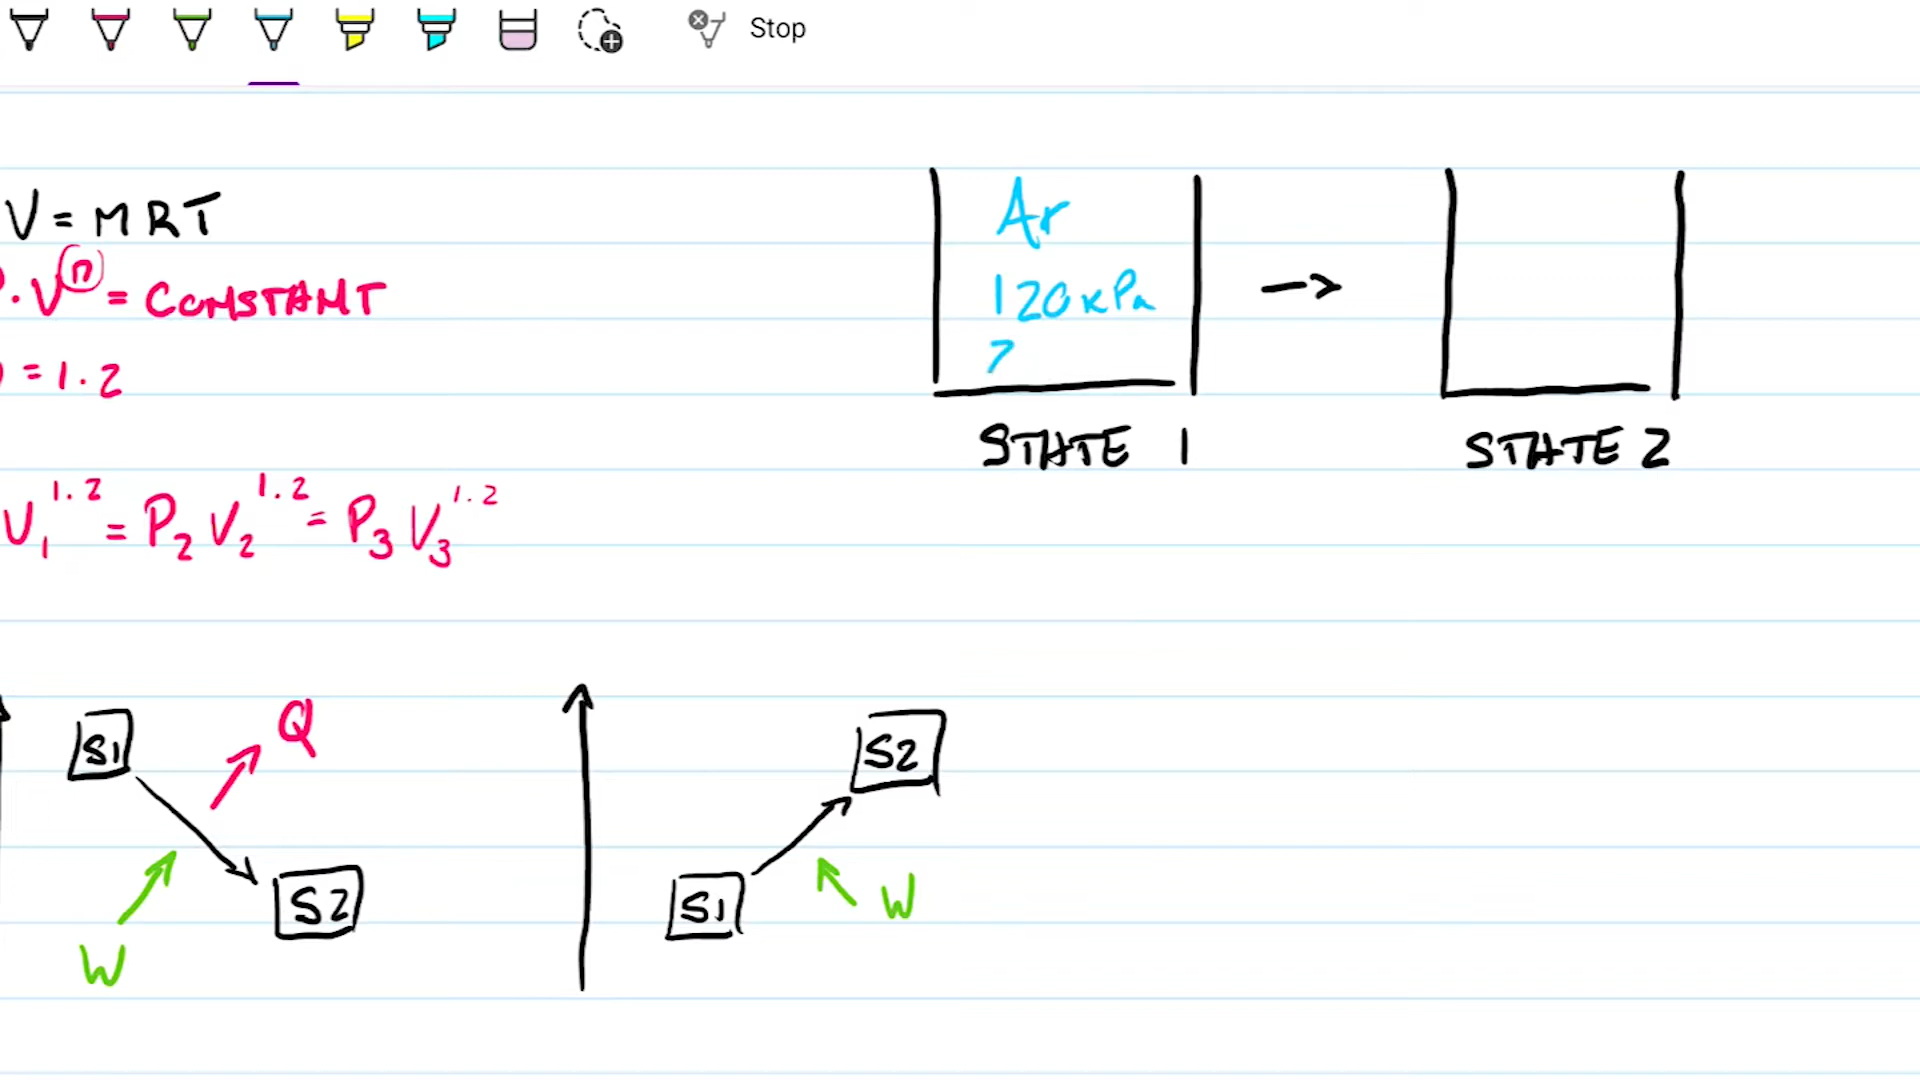 Stop
V = MRT
· V^n = CONSTANT
= 1.2
V₁^1.2 = P₂ V₂^1.2 = P₃ V₃^1.2
Ar
120 kPa
7
STATE 1
→
STATE 2
S1
Q
S2
W
S2
S1
W